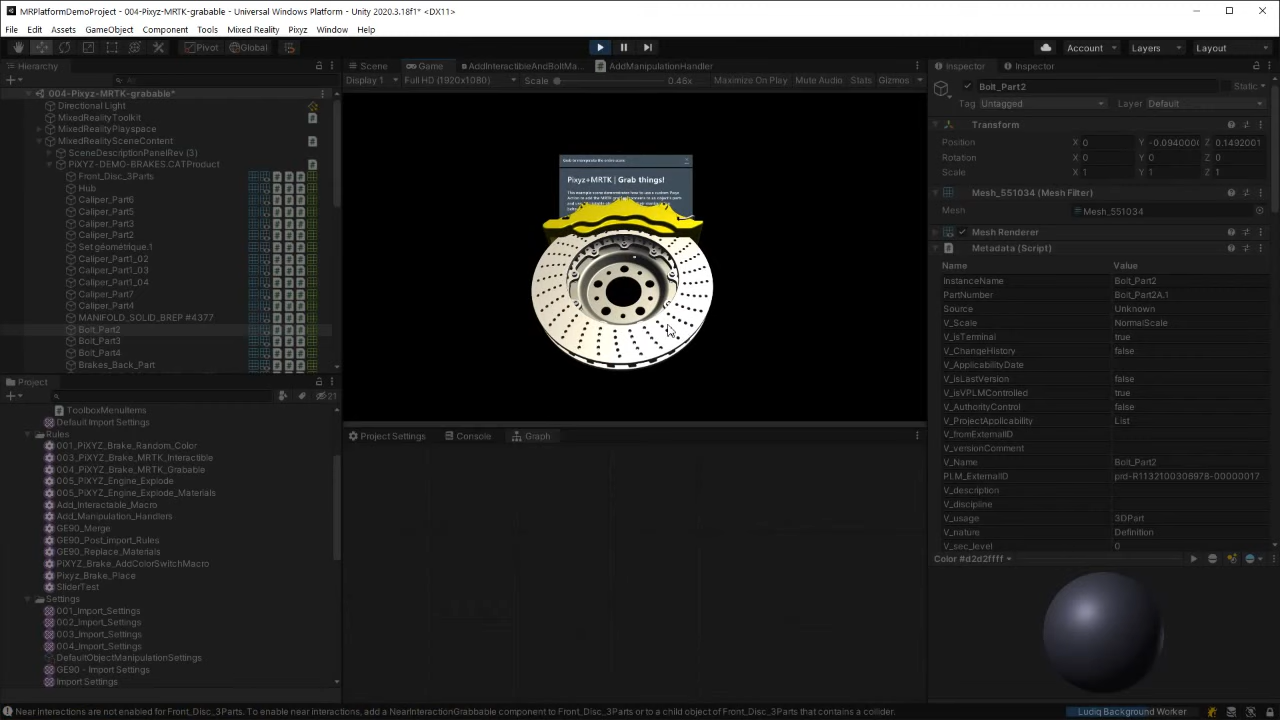 MRPlatformDemoProject - 004-Pixyz-MRTK-grabable - Universal Windows Platform - Unity 2020.3.18f1* <DX11>
File Edit Assets GameObject Component Tools Mixed Reality Pixyz Window Help
Pivot Global Account Layers Layout
Hierarchy
All
004-Pixyz-MRTK-grabable*
Directional Light
MixedRealityToolkit
MixedRealityPlayspace
MixedRealitySceneContent
SceneDescriptionPanelRev (3)
PiXYZ-DEMO-BRAKES.CATProduct
Front_Disc_3Parts
Hub
Caliper_Part6
Caliper_Part5
Caliper_Part3
Caliper_Part2
Set géométrique.1
Caliper_Part1_02
Caliper_Part1_03
Caliper_Part1_04
Caliper_Part7
Caliper_Part4
MANIFOLD_SOLID_BREP #4377
Bolt_Part2
Bolt_Part3
Bolt_Part4
Brakes_Back_Part
Project
21
ToolboxMenuItems
Default Import Settings
Rules
001_PiXYZ_Brake_Random_Color
003_PiXYZ_Brake_MRTK_Interactible
004_PiXYZ_Brake_MRTK_Grabable
005_PiXYZ_Engine_Explode
005_PiXYZ_Engine_Explode_Materials
Add_Interactable_Macro
Add_Manipulation_Handlers
GE90_Merge
GE90_Post_import_Rules
GE90_Replace_Materials
PIXYZ_Brake_AddColorSwitchMacro
Pixyz_Brake_Place
SliderTest
Settings
001_Import_Settings
002_Import_Settings
003_Import_Settings
004_Import_Settings
DefaultObjectManipulationSettings
GE90 - Import Settings
Import Settings
Scene Game AddInteractibleAndBoltMa... AddManipulationHandler
Display 1 Full HD (1920x1080) Scale 0.46x Maximize On Play Mute Audio Stats Gizmos
Pixyz+MRTK | Grab things!
Project Settings Console Graph
Inspector Inspector
Bolt_Part2 Static
Tag Untagged Layer Default
Transform
Position X 0 Y -0.094000( Z 0.1492001
Rotation X 0 Y 0 Z 0
Scale X 1 Y 1 Z 1
Mesh_551034 (Mesh Filter)
Mesh Mesh_551034
Mesh Renderer
Metadata (Script)
Name Value
InstanceName Bolt_Part2
PartNumber Bolt_Part2A.1
Source Unknown
V_Scale NormalScale
V_isTerminal true
V_ChangeHistory false
V_ApplicabilityDate
V_isLastVersion false
V_isVPLMControlled true
V_AuthorityControl false
V_ProjectApplicability List
V_fromExternalID
V_versionComment
V_Name Bolt_Part2
PLM_ExternalID prd-R1132100306978-00000017
V_description
V_discipline
V_usage 3DPart
V_nature Definition
V_sec_level 0
Color #d2d2ffff
Near interactions are not enabled for Front_Disc_3Parts. To enable near interactions, add a NearInteractionGrabbable component to Front_Disc_3Parts or to a child object of Front_Disc_3Parts that contains a collider.
Ludiq Background Worker